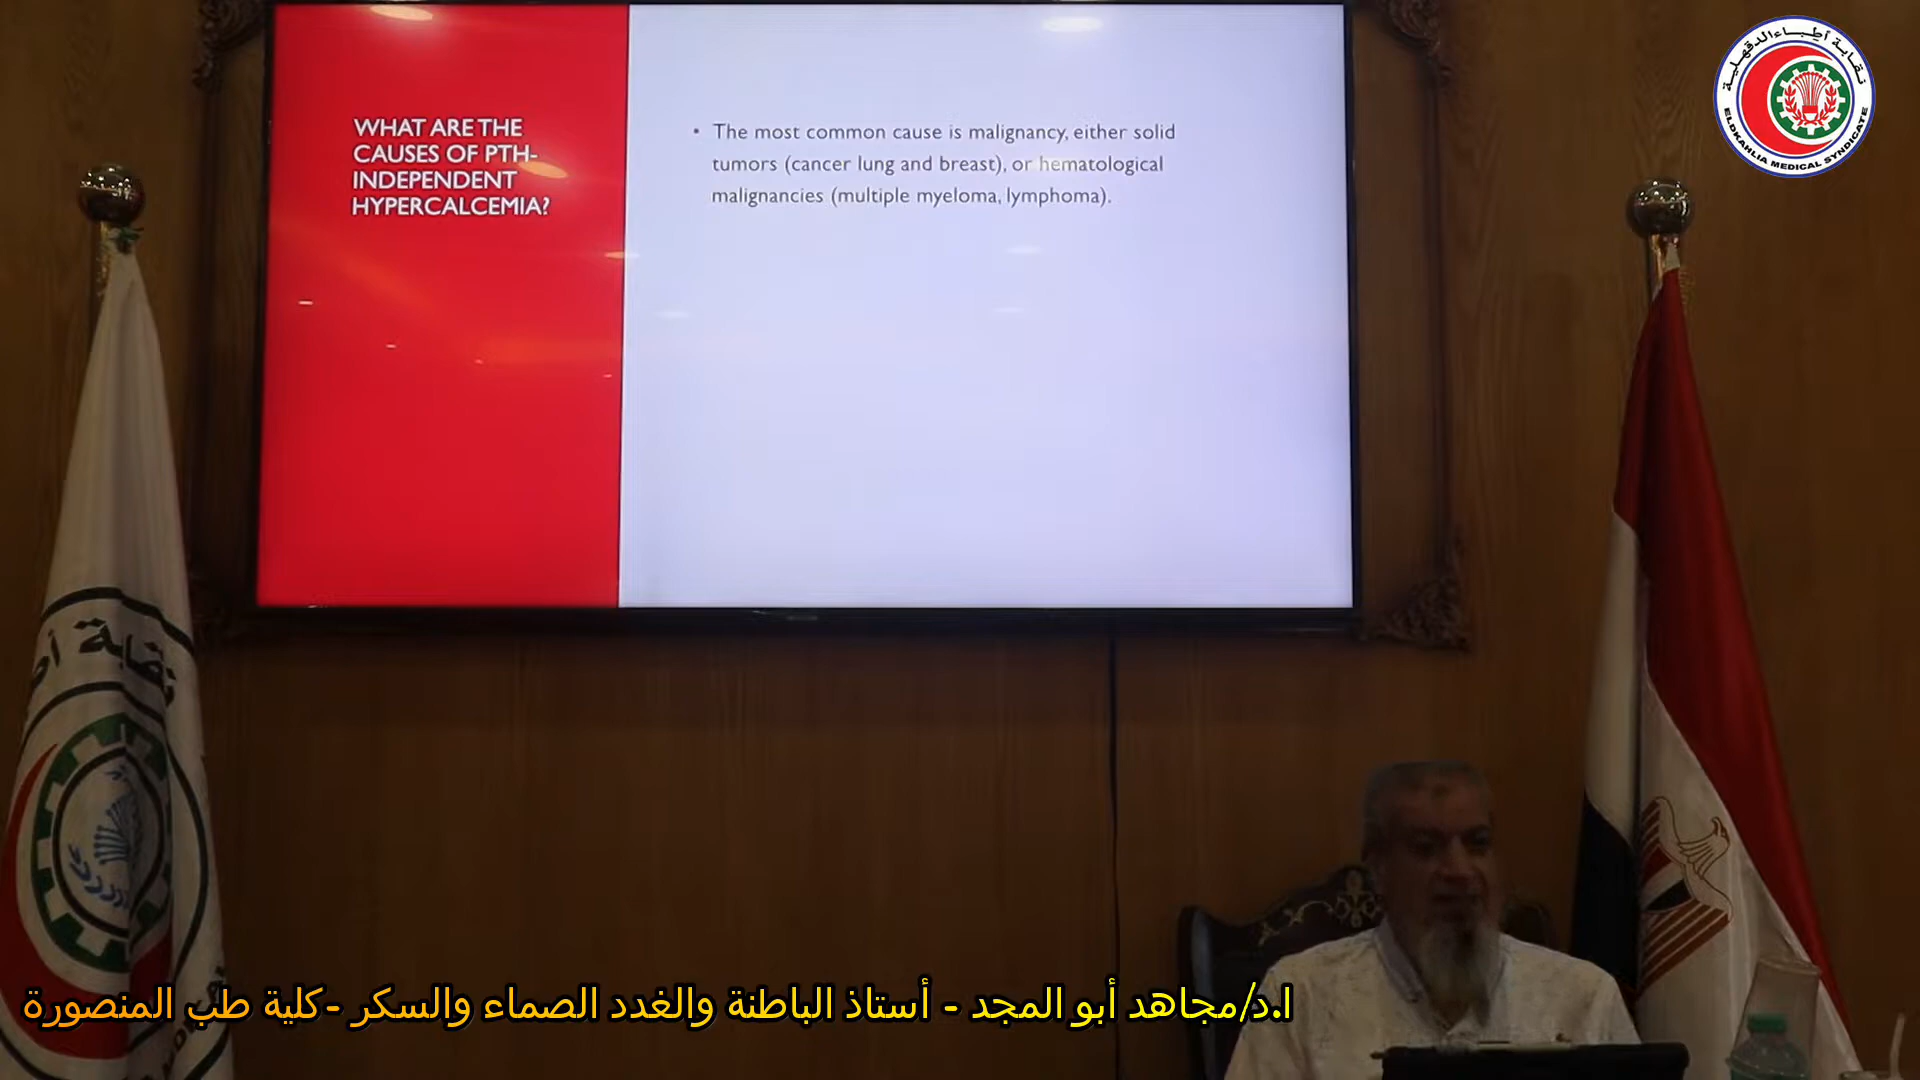 WHAT ARE THE
CAUSES OF PTH-
INDEPENDENT
HYPERCALCEMIA?
• The most common cause is malignancy, either solid
tumors (cancer lung and breast), or hematological
malignancies (multiple myeloma, lymphoma).
نقابة أطباء الدقهلية
ELDKAHLIA MEDICAL SYNDICATE
نقابة أط
ا.د/مجاهد أبو المجد - أستاذ الباطنة والغدد الصماء والسكر -كلية طب المنصورة